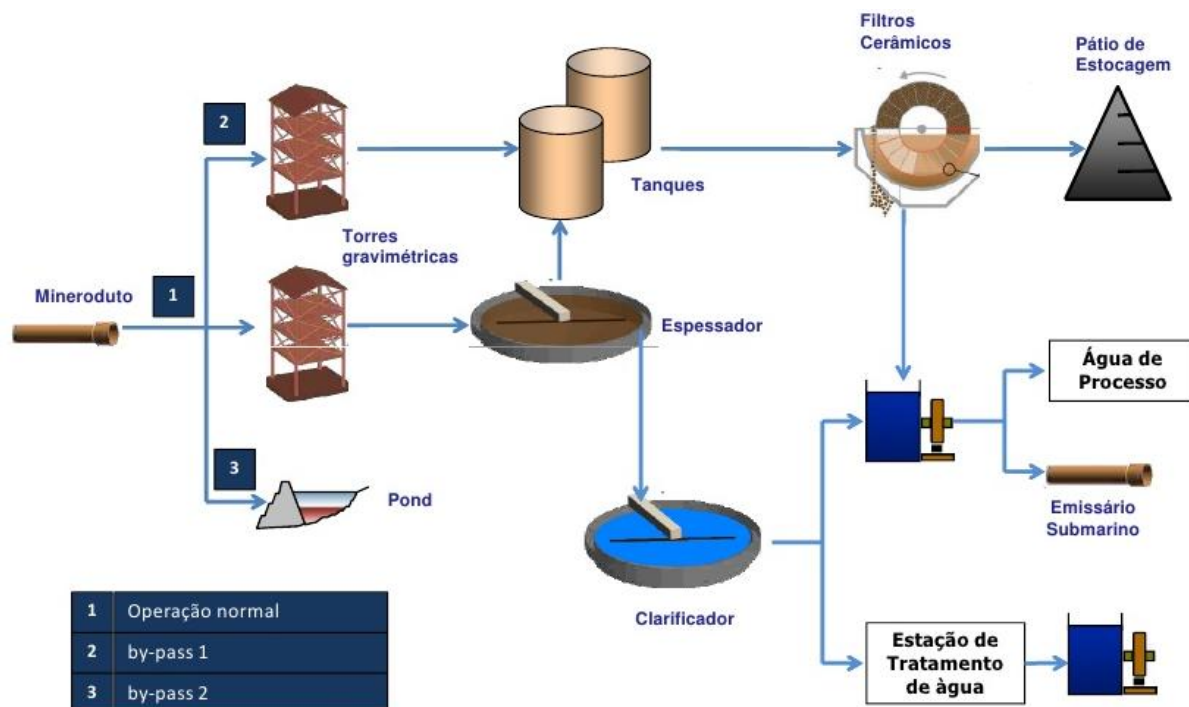 Filtros
Cerâmicos
Pátio de
Estocagem
2
Tanques
Torres
gravimétricas
Mineroduto
1
Espessador
Água de
Processo
3
Pond
Emissário
Submarino
Clarificador
1 Operação normal
2 by-pass 1
3 by-pass 2
Estação de
Tratamento
de àgua